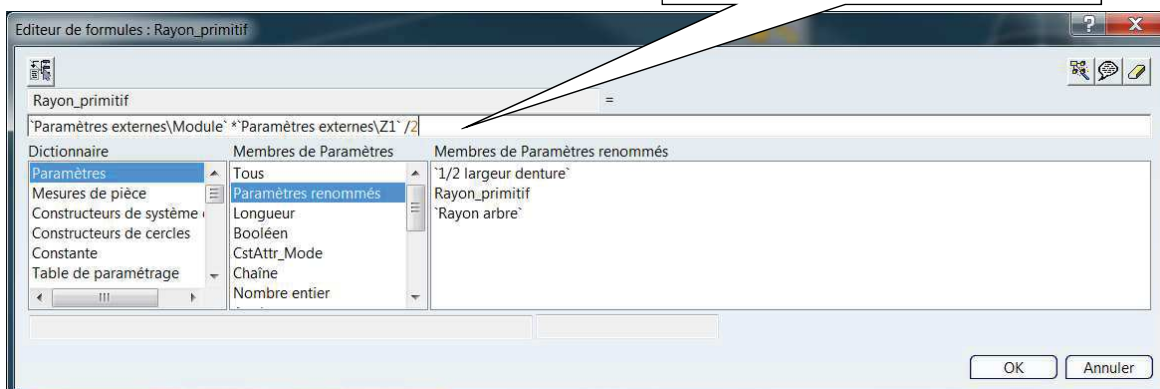 Editeur de formules : Rayon_primitif
Rayon_primitif =
`Paramètres externes\Module` *`Paramètres externes\Z1` /2
Dictionnaire Membres de Paramètres Membres de Paramètres renommés
Paramètres Tous `1/2 largeur denture`
Mesures de pièce Paramètres renommés Rayon_primitif
Constructeurs de système Longueur `Rayon arbre`
Constructeurs de cercles Booléen
Constante CstAttr_Mode
Table de paramétrage Chaîne
Nombre entier
OK Annuler